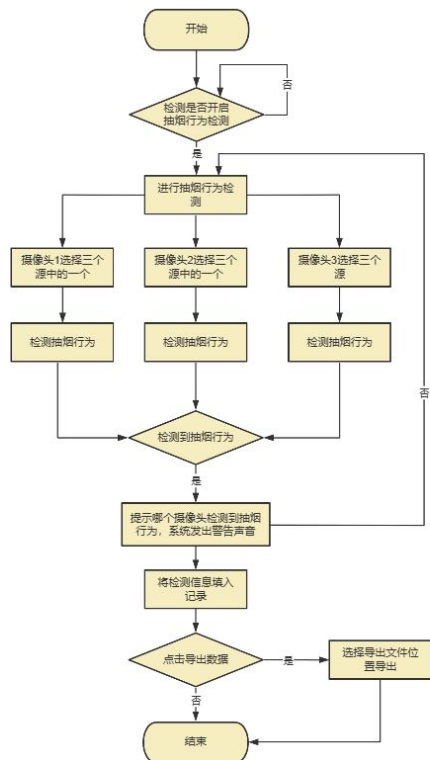 开始
否
检测是否开启
抽烟行为检测
是
进行抽烟行为检
测
摄像头1选择三个
源中的一个
摄像头2选择三个
源中的一个
摄像头3选择三个
源
检测抽烟行为
检测抽烟行为
检测抽烟行为
否
检测到抽烟行为
是
提示哪个摄像头检测到抽烟
行为，系统发出警告声音
将检测信息填入
记录
点击导出数据
是
选择导出文件位
置导出
否
结束